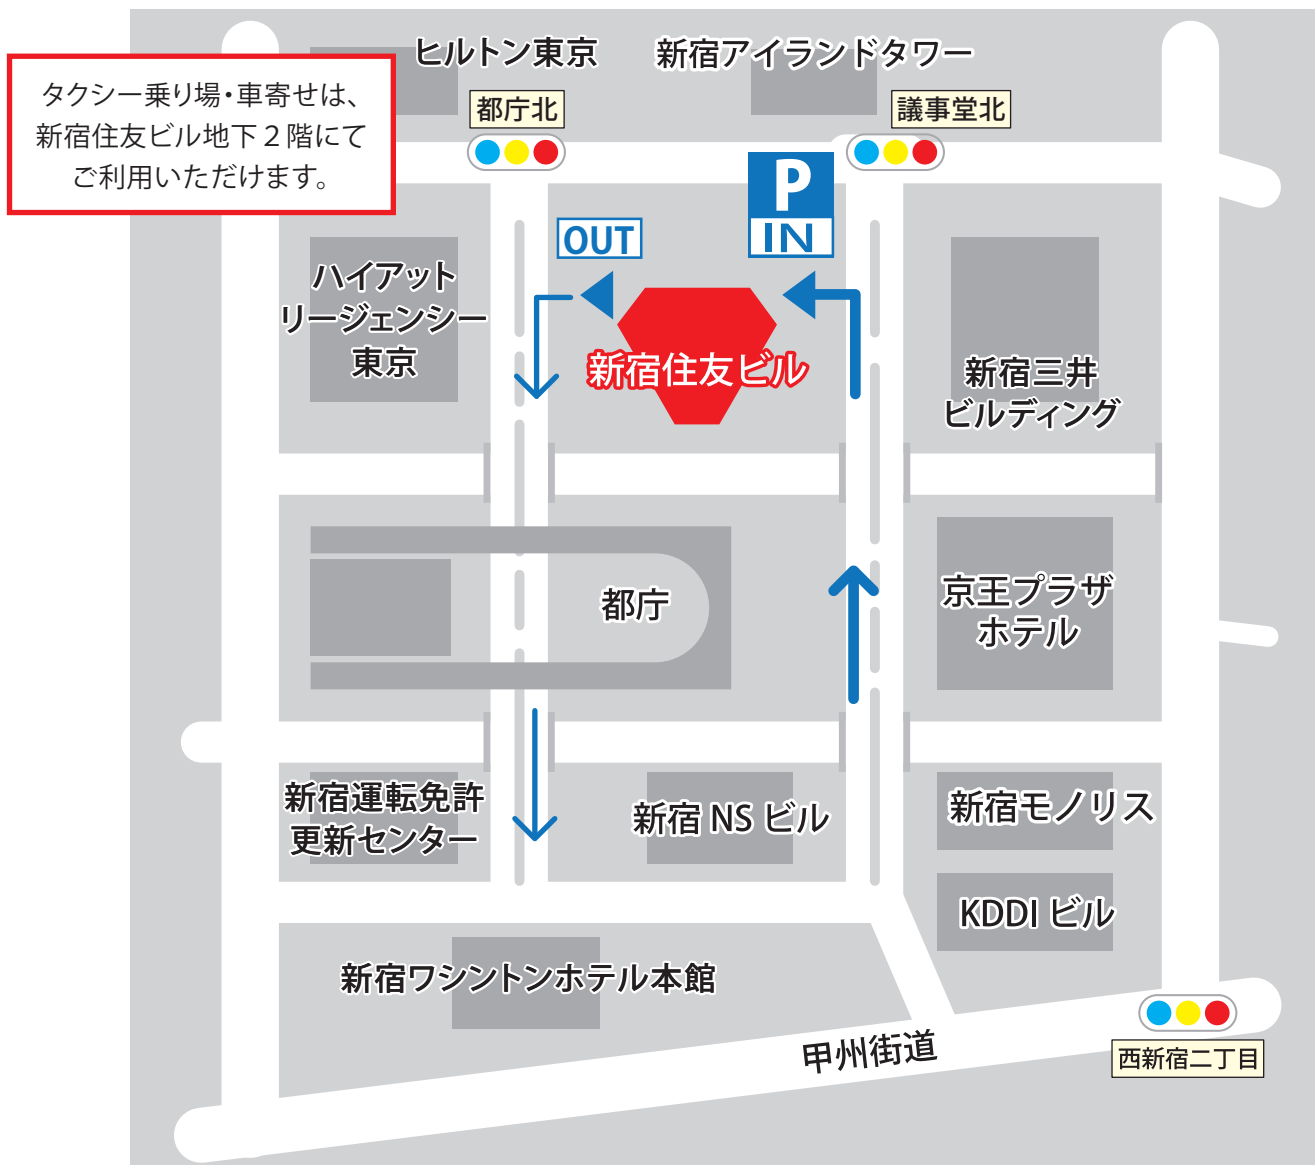 ヒルトン東京
新宿アイランドタワー
タクシー乗り場・車寄せは、
新宿住友ビル地下2階にて
ご利用いただけます。
都庁北
議事堂北
P
IN
OUT
ハイアット
リージェンシー
東京
新宿住友ビル
新宿三井
ビルディング
都庁
京王プラザ
ホテル
新宿運転免許
更新センター
新宿 NS ビル
新宿モノリス
KDDI ビル
新宿ワシントンホテル本館
甲州街道
西新宿二丁目